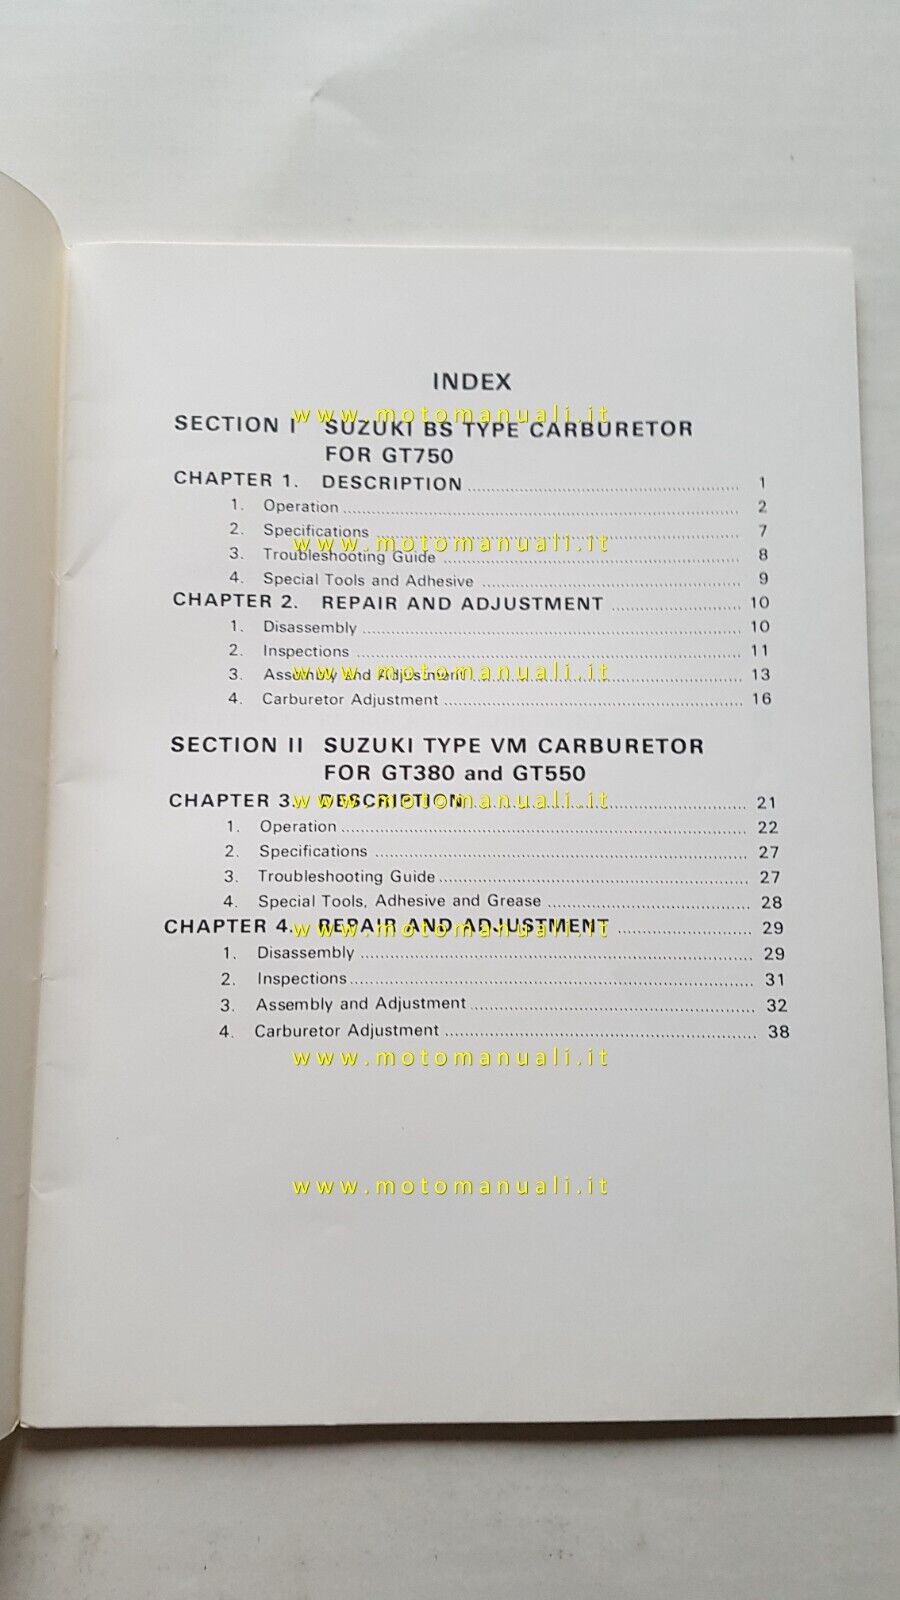 INDEX
www.motomanuali.it
SECTION I SUZUKI BS TYPE CARBURETOR
FOR GT750
CHAPTER 1. DESCRIPTION 1
1. Operation 2
2. Specifications 7
www.motomanuali.it
3. Troubleshooting Guide 8
4. Special Tools and Adhesive 9
CHAPTER 2. REPAIR AND ADJUSTMENT 10
1. Disassembly 10
2. Inspections 11
3. Assembly and Adjustment 13
www.motomanuali.it
4. Carburetor Adjustment 16
SECTION II SUZUKI TYPE VM CARBURETOR
FOR GT380 and GT550
CHAPTER 3. DESCRIPTION 21
www.motomanuali.it
1. Operation 22
2. Specifications 27
3. Troubleshooting Guide 27
4. Special Tools, Adhesive and Grease 28
CHAPTER 4. REPAIR AND ADJUSTMENT 29
www.motomanuali.it
1. Disassembly 29
2. Inspections 31
3. Assembly and Adjustment 32
4. Carburetor Adjustment 38
www.motomanuali.it
www.motomanuali.it